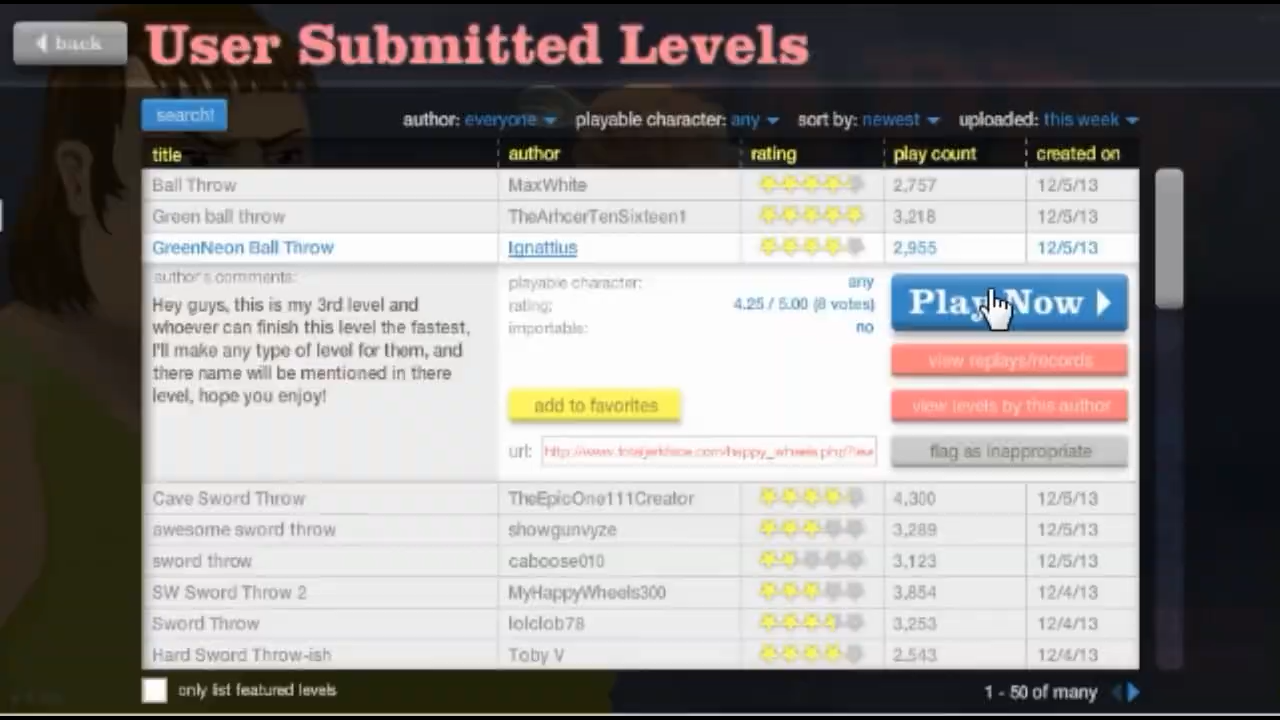 back
User Submitted Levels
search!
author: everyone playable character: any sort by: newest uploaded: this week
title author rating play count created on
Ball Throw MaxWhite 2,757 12/5/13
Green ball throw TheArhcerTenSixteen1 3,218 12/5/13
GreenNeon Ball Throw Ignattius 2,955 12/5/13
author's comments:
Hey guys, this is my 3rd level and
whoever can finish this level the fastest,
I'll make any type of level for them, and
there name will be mentioned in there
level, hope you enjoy!
playable character: any
rating: 4.25 / 5.00 (8 votes)
importable: no
add to favorites
url: http://www.totaljerkface.com/happy_wheels.php?
Play Now
view replays/records
view levels by this author
flag as inappropriate
Cave Sword Throw TheEpicOne111Creator 4,300 12/5/13
awesome sword throw showgunvyze 3,289 12/5/13
sword throw caboose010 3,123 12/5/13
SW Sword Throw 2 MyHappyWheels300 3,854 12/4/13
Sword Throw lolclob78 3,253 12/4/13
Hard Sword Throw-ish Toby V 2,543 12/4/13
only list featured levels
1 - 50 of many